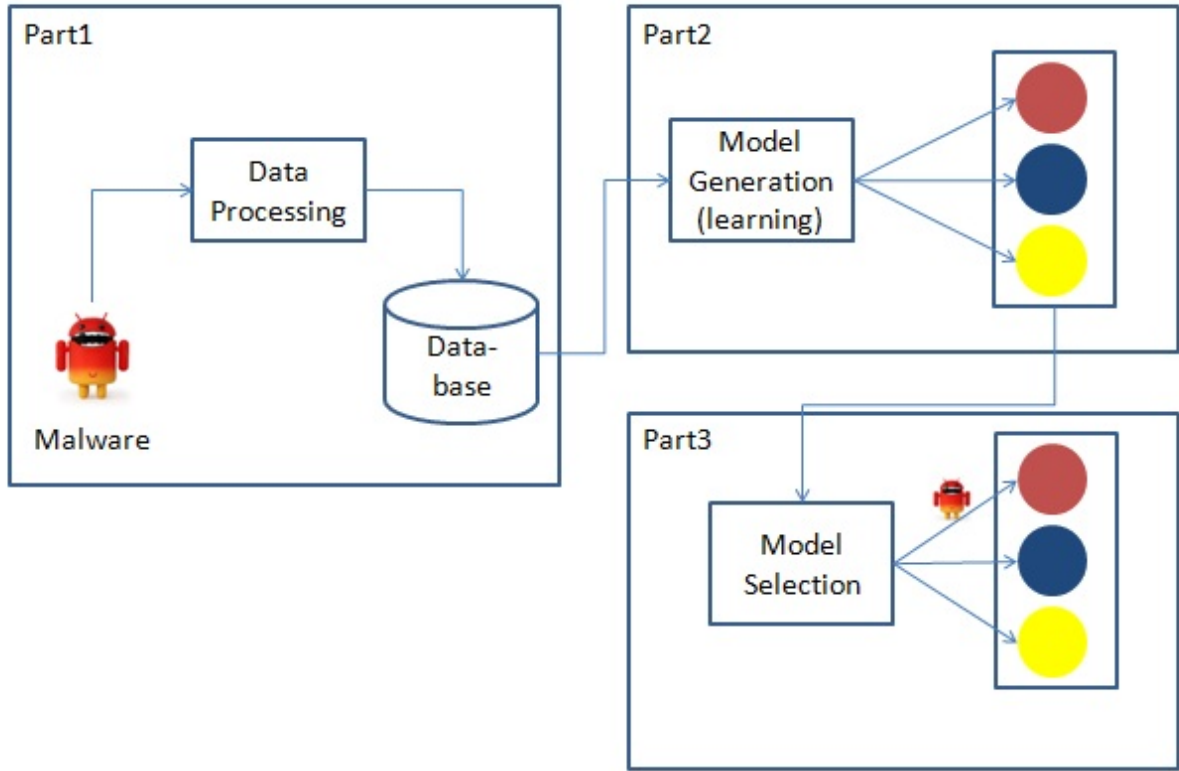 Part1
Data
Processing
Data-
base
Malware
Part2
Model
Generation
(learning)
Part3
Model
Selection